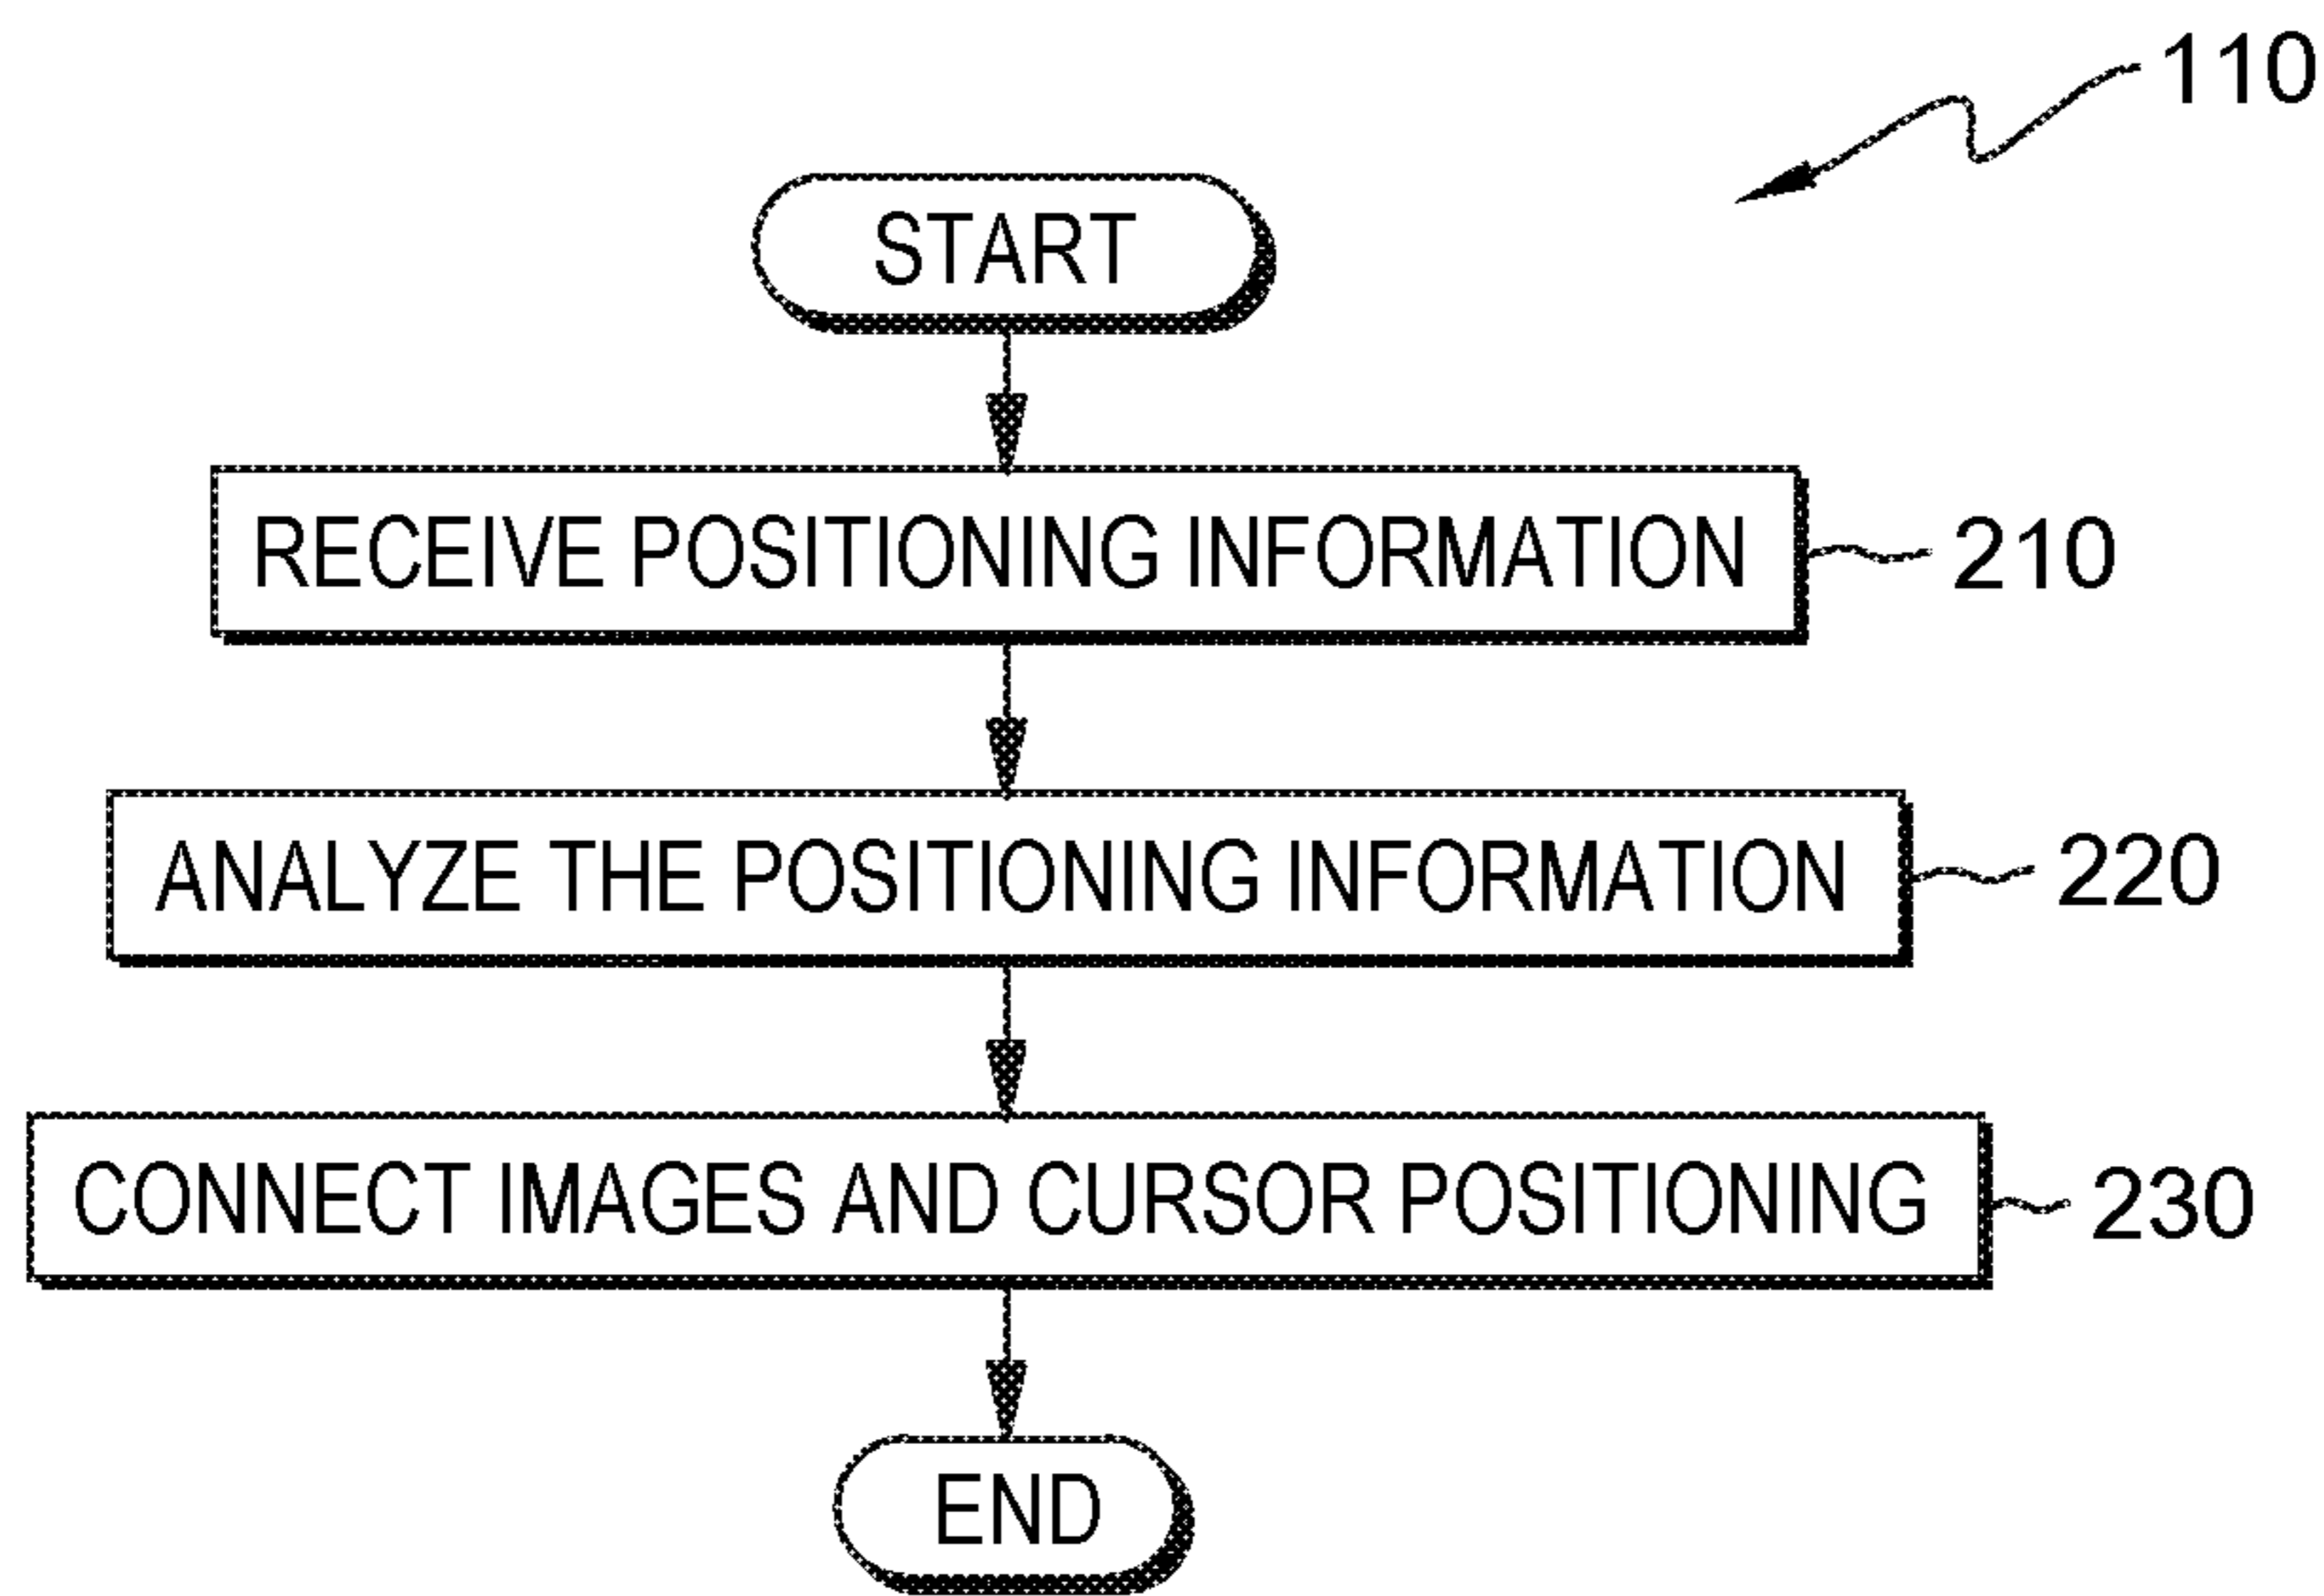 110
START
RECEIVE POSITIONING INFORMATION 210
ANALYZE THE POSITIONING INFORMATION 220
CONNECT IMAGES AND CURSOR POSITIONING 230
END